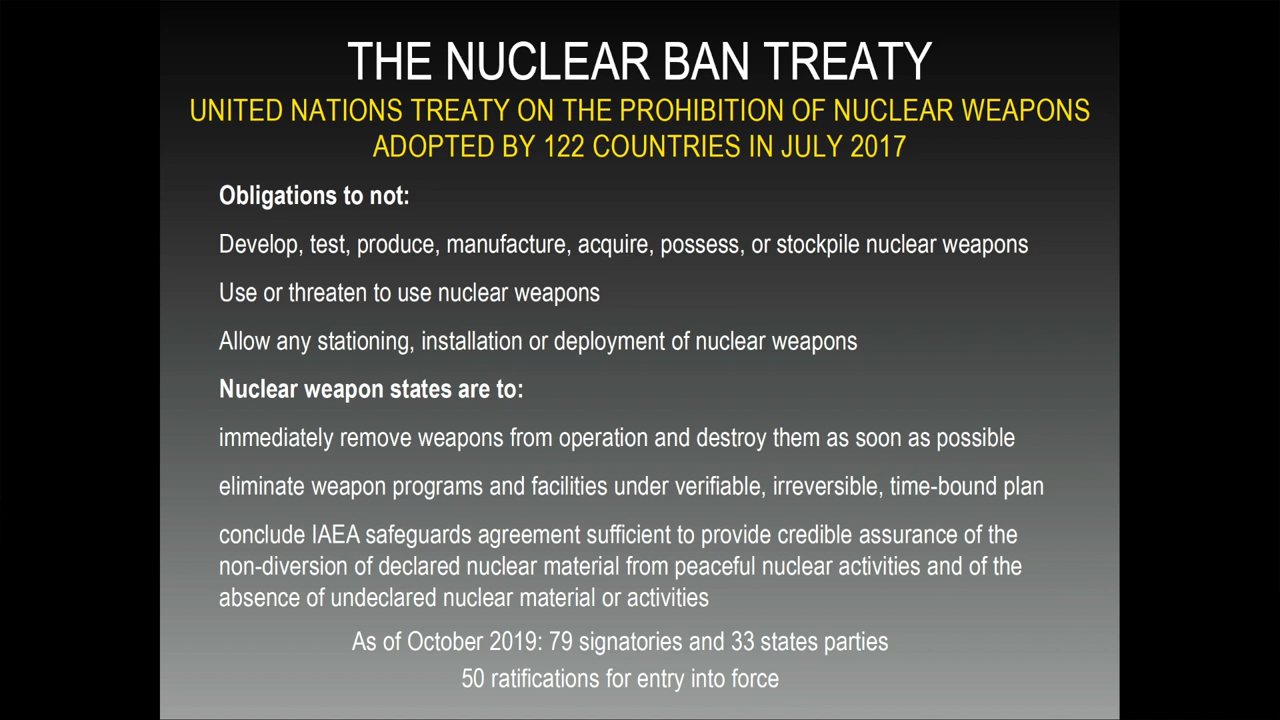 THE NUCLEAR BAN TREATY
UNITED NATIONS TREATY ON THE PROHIBITION OF NUCLEAR WEAPONS
ADOPTED BY 122 COUNTRIES IN JULY 2017
Obligations to not:
Develop, test, produce, manufacture, acquire, possess, or stockpile nuclear weapons
Use or threaten to use nuclear weapons
Allow any stationing, installation or deployment of nuclear weapons
Nuclear weapon states are to:
immediately remove weapons from operation and destroy them as soon as possible
eliminate weapon programs and facilities under verifiable, irreversible, time-bound plan
conclude IAEA safeguards agreement sufficient to provide credible assurance of the
non-diversion of declared nuclear material from peaceful nuclear activities and of the
absence of undeclared nuclear material or activities
As of October 2019: 79 signatories and 33 states parties
50 ratifications for entry into force